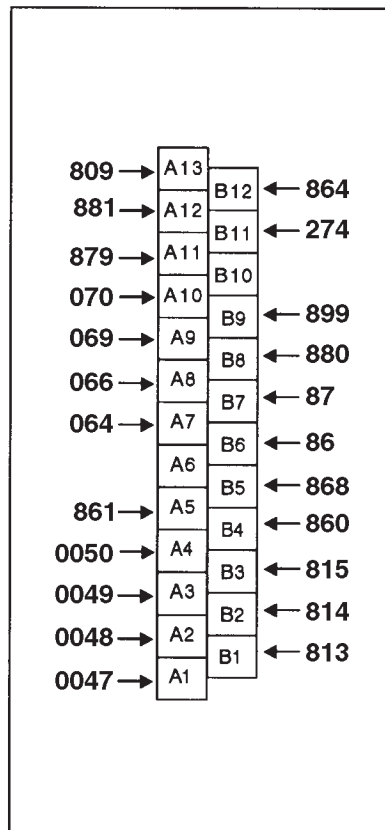 809 A13
B12 864
881 A12
B11 274
879 A11
B10
070 A10
B9 899
069 A9
B8 880
066 A8
B7 87
064 A7
B6 86
A6
B5 868
861 A5
B4 860
0050 A4
B3 815
0049 A3
B2 814
0048 A2
B1 813
0047 A1